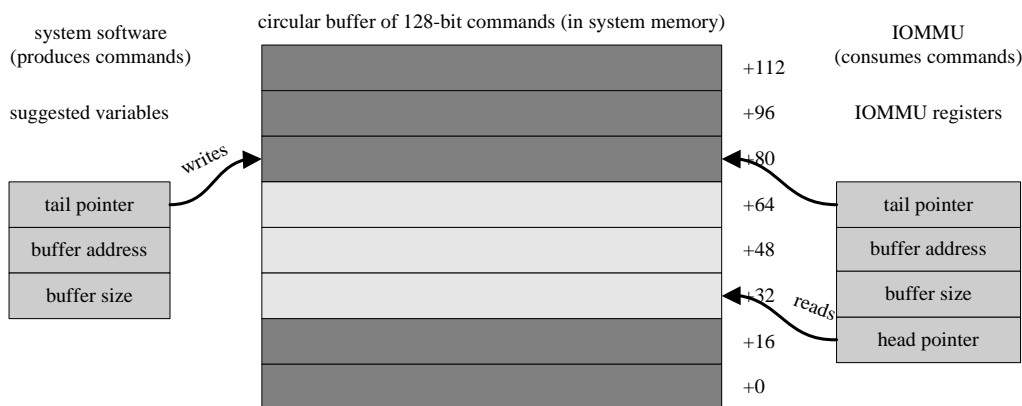 circular buffer of 128-bit commands (in system memory)
system software
(produces commands)
IOMMU
(consumes commands)
suggested variables
IOMMU registers
writes
reads
tail pointer
buffer address
buffer size
+112
+96
+80
+64
+48
+32
+16
+0
tail pointer
buffer address
buffer size
head pointer